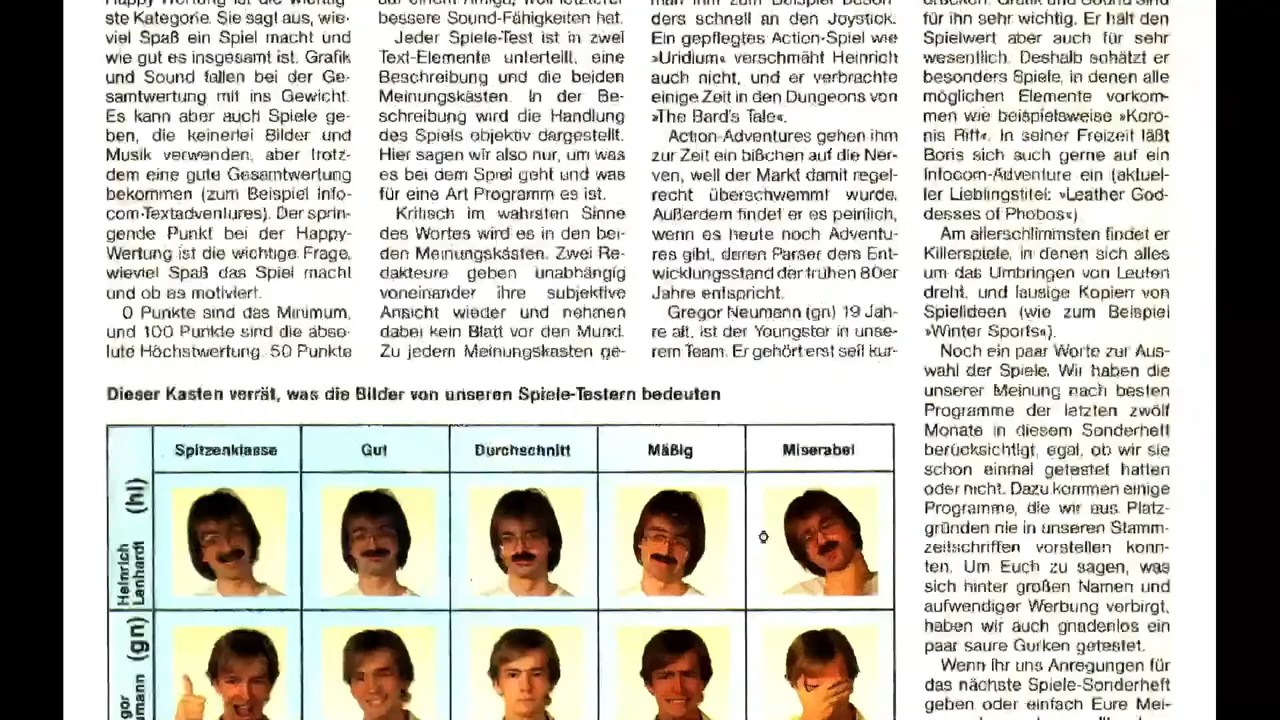 Happy-Wertung ist die wichtig-
ste Kategorie. Sie sagt aus, wie-
viel Spaß ein Spiel macht und
wie gut es insgesamt ist. Grafik
und Sound fallen bei der Ge-
samtwertung mit ins Gewicht.
Es kann aber auch Spiele ge-
ben, die keinerlei Bilder und
Musik verwenden, aber trotz-
dem eine gute Gesamtwertung
bekommen (zum Beispiel Info-
com-Textadventures). Der sprin-
gende Punkt bei der Happy-
Wertung ist die wichtige Frage,
wieviel Spaß das Spiel macht
und ob es motiviert.
0 Punkte sind das Minimum,
und 100 Punkte sind die abso-
lute Höchstwertung. 50 Punkte
bessere Sound-Fähigkeiten hat.
Jeder Spiele-Test ist in zwei
Text-Elemente unterteilt, eine
Beschreibung und die beiden
Meinungskästen. In der Be-
schreibung wird die Handlung
des Spiels objektiv dargestellt.
Hier sagen wir also nur, um was
es bei dem Spiel geht und was
für eine Art Programm es ist.
Kritisch im wahrsten Sinne
des Wortes wird es in den bei-
den Meinungskästen. Zwei Re-
dakteure geben unabhängig
voneinander ihre subjektive
Ansicht wieder und nehmen
dabei kein Blatt vor den Mund.
Zu jedem Meinungskasten ge-
man ihm zum Beispiel beson-
ders schnell an den Joystick.
Ein gepflegtes Action-Spiel wie
»Uridium« verschmäht Heinrich
auch nicht, und er verbrachte
einige Zeit in den Dungeons von
»The Bard's Tale«.
Action-Adventures gehen ihm
zur Zeit ein bißchen auf die Ner-
ven, weil der Markt damit regel-
recht überschwemmt wurde.
Außerdem findet er es peinlich,
wenn es heute noch Adventu-
res gibt, deren Parser dem Ent-
wicklungsstand der frühen 80er
Jahre entspricht.
Gregor Neumann (gn) 19 Jah-
re alt, ist der Youngster in unse-
rem Team. Er gehört erst seit kur-
drücken. Grafik und Sound sind
für ihn sehr wichtig. Er hält den
Spielwert aber auch für sehr
wesentlich. Deshalb schätzt er
besonders Spiele, in denen alle
möglichen Elemente vorkom-
men wie beispielsweise »Koro-
nis Rift«. In seiner Freizeit läßt
Boris sich auch gerne auf ein
Infocom-Adventure ein (aktuel-
ler Lieblingstitel: »Leather God-
desses of Phobos«)
Am allerschlimmsten findet er
Killerspiele, in denen sich alles
um das Umbringen von Leuten
dreht, und lausige Kopien von
Spielideen (wie zum Beispiel
»Winter Sports«).
Noch ein paar Worte zur Aus-
wahl der Spiele. Wir haben die
unserer Meinung nach besten
Programme der letzten zwölf
Monate in diesem Sonderheft
berücksichtigt, egal, ob wir sie
schon einmal getestet hatten
oder nicht. Dazu kommen einige
Programme, die wir aus Platz-
gründen nie in unseren Stamm-
zeitschriften vorstellen konn-
ten. Um Euch zu sagen, was
sich hinter großen Namen und
aufwendiger Werbung verbirgt,
haben wir auch gnadenlos ein
paar saure Gurken getestet.
Wenn Ihr uns Anregungen für
das nächste Spiele-Sonderheft
geben oder einfach Eure Mei-
Dieser Kasten verrät, was die Bilder von unseren Spiele-Testern bedeuten
Spitzenklasse
Gut
Durchschnitt
Mäßig
Miserabel
Heinrich
Lenhardt
(hl)
(gn)